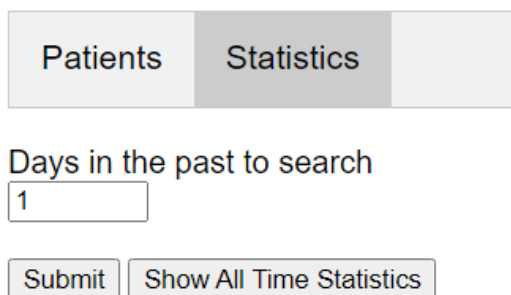 Patients Statistics
Days in the past to search
1
Submit Show All Time Statistics